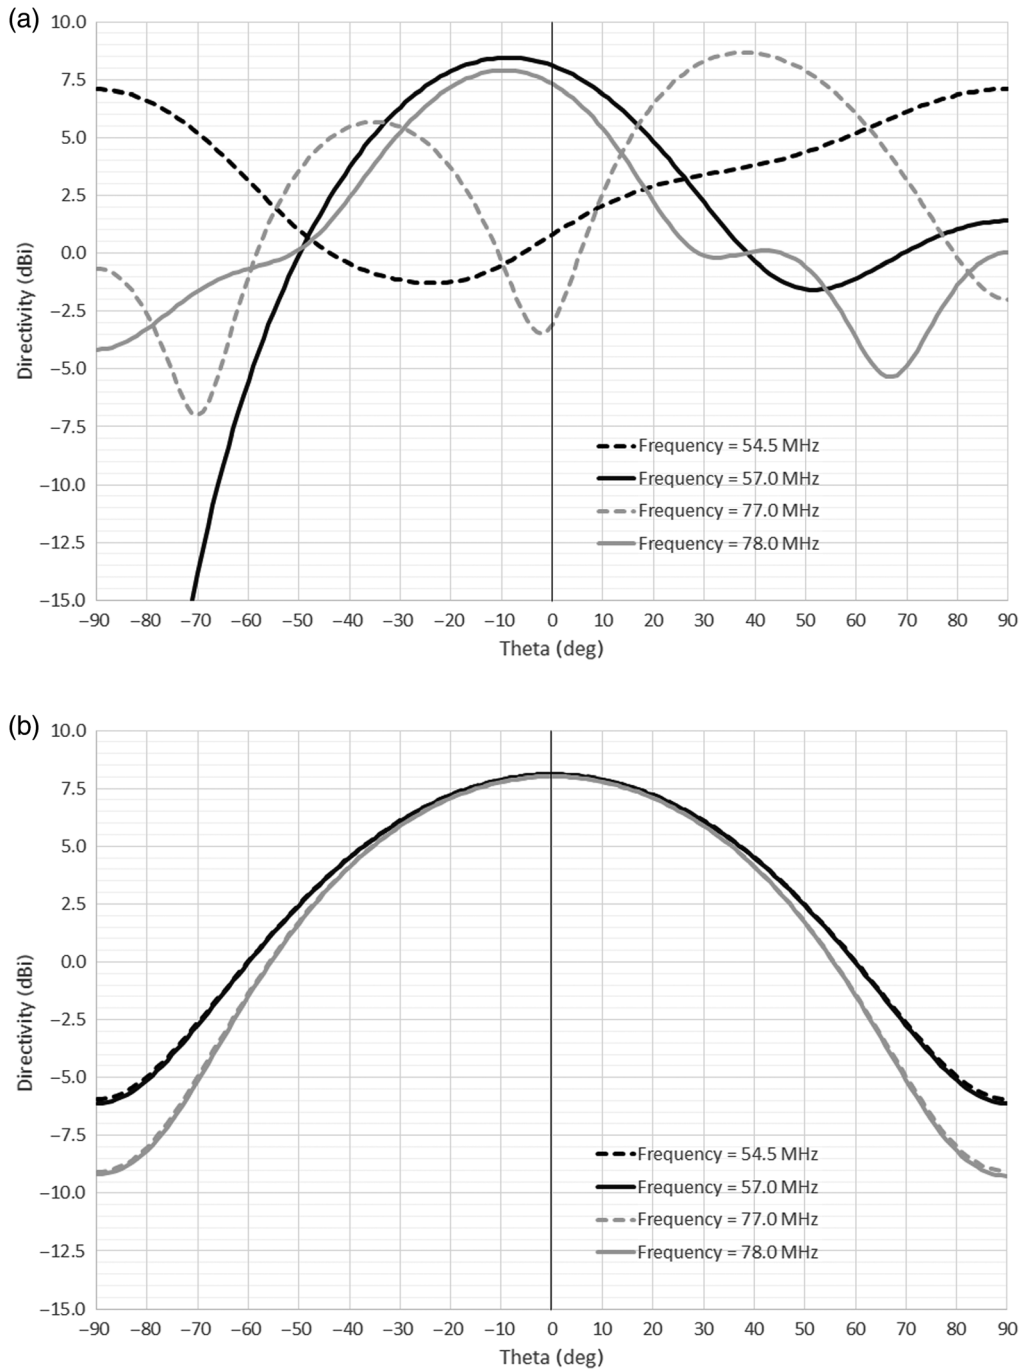 (a)
10.0
7.5
5.0
2.5
0.0
−2.5
−5.0
−7.5
−10.0
−12.5
−15.0
Directivity (dBi)
Frequency = 54.5 MHz
Frequency = 57.0 MHz
Frequency = 77.0 MHz
Frequency = 78.0 MHz
−90 −80 −70 −60 −50 −40 −30 −20 −10 0 10 20 30 40 50 60 70 80 90
Theta (deg)
(b)
10.0
7.5
5.0
2.5
0.0
−2.5
−5.0
−7.5
−10.0
−12.5
−15.0
Directivity (dBi)
Frequency = 54.5 MHz
Frequency = 57.0 MHz
Frequency = 77.0 MHz
Frequency = 78.0 MHz
−90 −80 −70 −60 −50 −40 −30 −20 −10 0 10 20 30 40 50 60 70 80 90
Theta (deg)